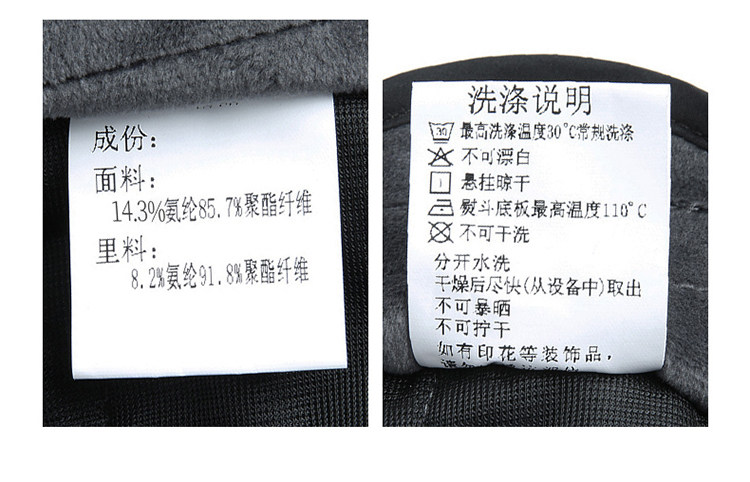 成份：
面料：
14.3%氨纶85.7%聚酯纤维
里料：
8.2%氨纶91.8%聚酯纤维
洗涤说明
30 最高洗涤温度30℃常规洗涤
不可漂白
悬挂晾干
熨斗底板最高温度110℃
不可干洗
分开水洗
干燥后尽快(从设备中)取出
不可暴晒
不可拧干
如有印花等装饰品，